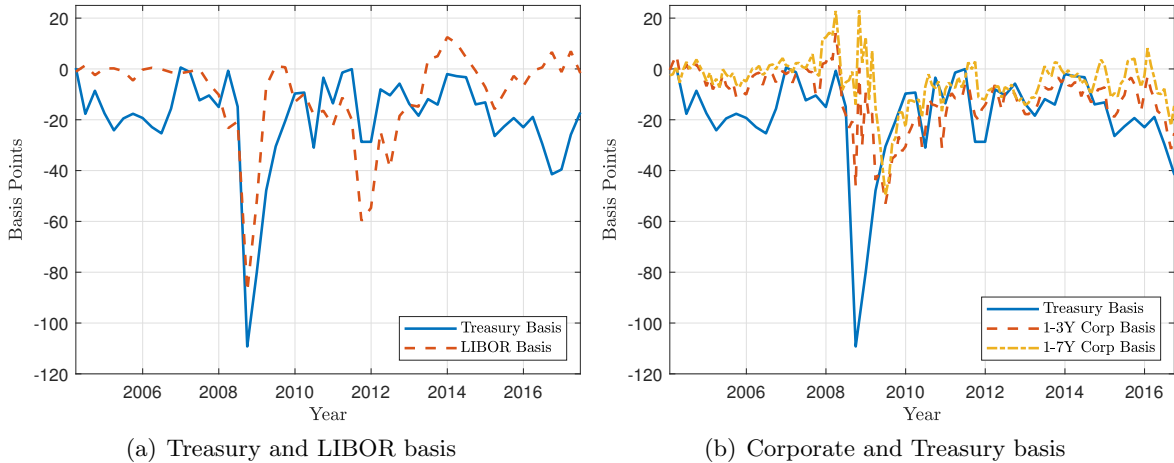 20
0
-20
-40
-60
-80
-100
-120
Basis Points
2006
2008
2010
2012
2014
2016
Year
Treasury Basis
LIBOR Basis
(a) Treasury and LIBOR basis
20
0
-20
-40
-60
-80
-100
-120
Basis Points
2006
2008
2010
2012
2014
2016
Year
Treasury Basis
1-3Y Corp Basis
1-7Y Corp Basis
(b) Corporate and Treasury basis